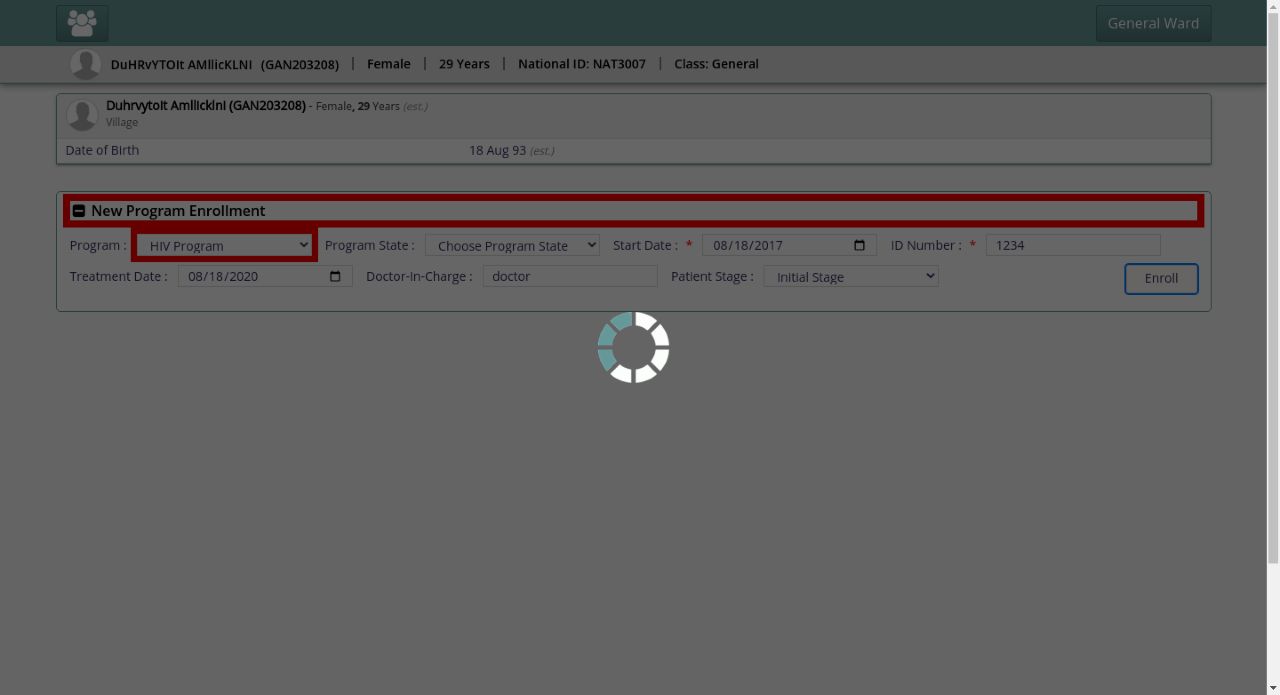 General Ward
DuHRvYTOIt AMllicKLNI (GAN203208) | Female | 29 Years | National ID: NAT3007 | Class: General
Duhrvytoit Amllicklni (GAN203208) - Female, 29 Years (est.)
Village
Date of Birth 18 Aug 93 (est.)
New Program Enrollment
Program : HIV Program Program State : Choose Program State Start Date : * 08/18/2017 ID Number : * 1234
Treatment Date : 08/18/2020 Doctor-In-Charge : doctor Patient Stage : Initial Stage Enroll